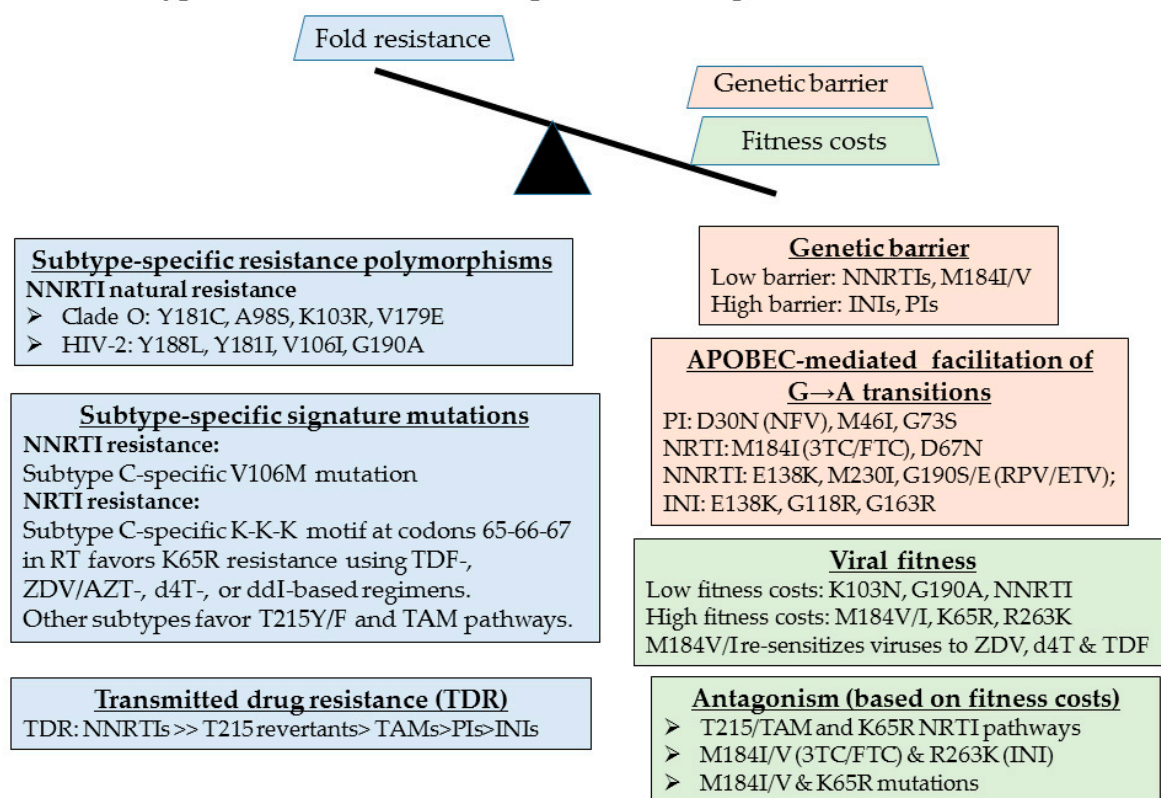 Fold resistance
Genetic barrier
Fitness costs
Subtype-specific resistance polymorphisms
NNRTI natural resistance
➢ Clade O: Y181C, A98S, K103R, V179E
➢ HIV-2: Y188L, Y181I, V106I, G190A
Subtype-specific signature mutations
NNRTI resistance:
Subtype C-specific V106M mutation
NRTI resistance:
Subtype C-specific K-K-K motif at codons 65-66-67
in RT favors K65R resistance using TDF-,
ZDV/AZT-, d4T-, or ddI-based regimens.
Other subtypes favor T215Y/F and TAM pathways.
Transmitted drug resistance (TDR)
TDR: NNRTIs >> T215 revertants> TAMs>PIs>INIs
Genetic barrier
Low barrier: NNRTIs, M184I/V
High barrier: INIs, PIs
APOBEC-mediated facilitation of
G→A transitions
PI: D30N (NFV), M46I, G73S
NRTI: M184I (3TC/FTC), D67N
NNRTI: E138K, M230I, G190S/E (RPV/ETV);
INI: E138K, G118R, G163R
Viral fitness
Low fitness costs: K103N, G190A, NNRTI
High fitness costs: M184V/I, K65R, R263K
M184V/I re-sensitizes viruses to ZDV, d4T & TDF
Antagonism (based on fitness costs)
➢ T215/TAM and K65R NRTI pathways
➢ M184I/V (3TC/FTC) & R263K (INI)
➢ M184I/V & K65R mutations